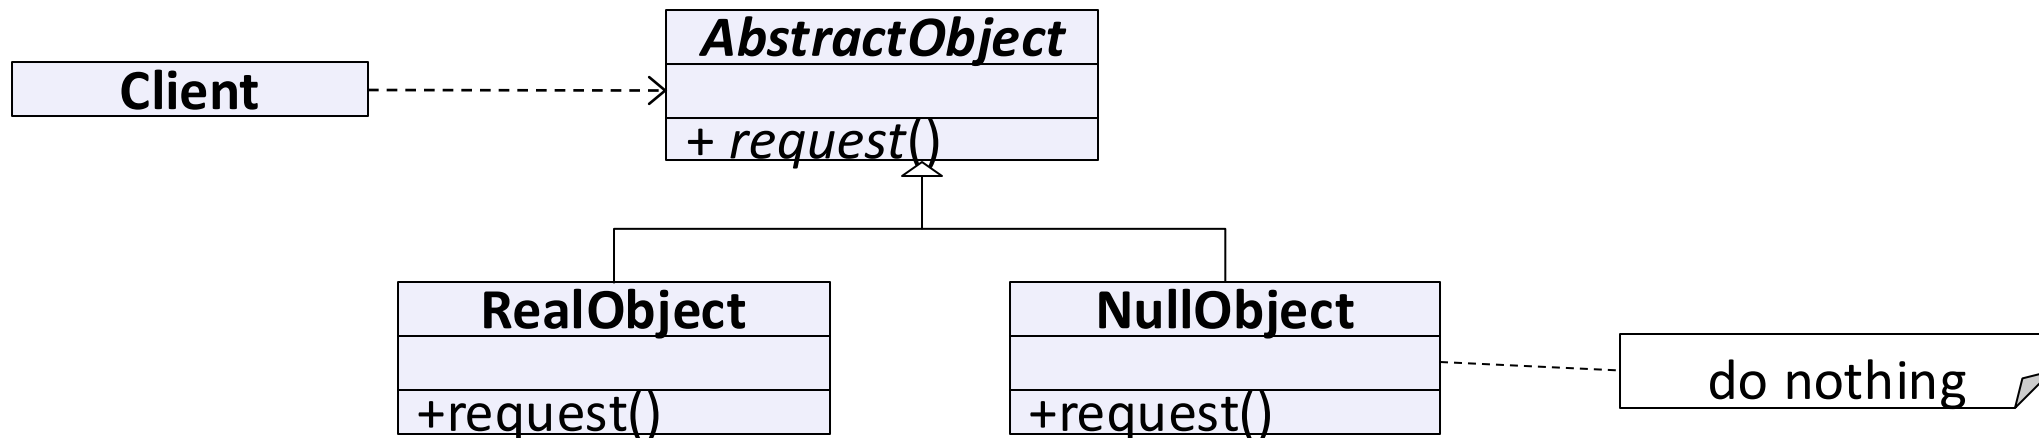 AbstractObject
Client
+ request()
RealObject
NullObject
do nothing
+request()
+request()